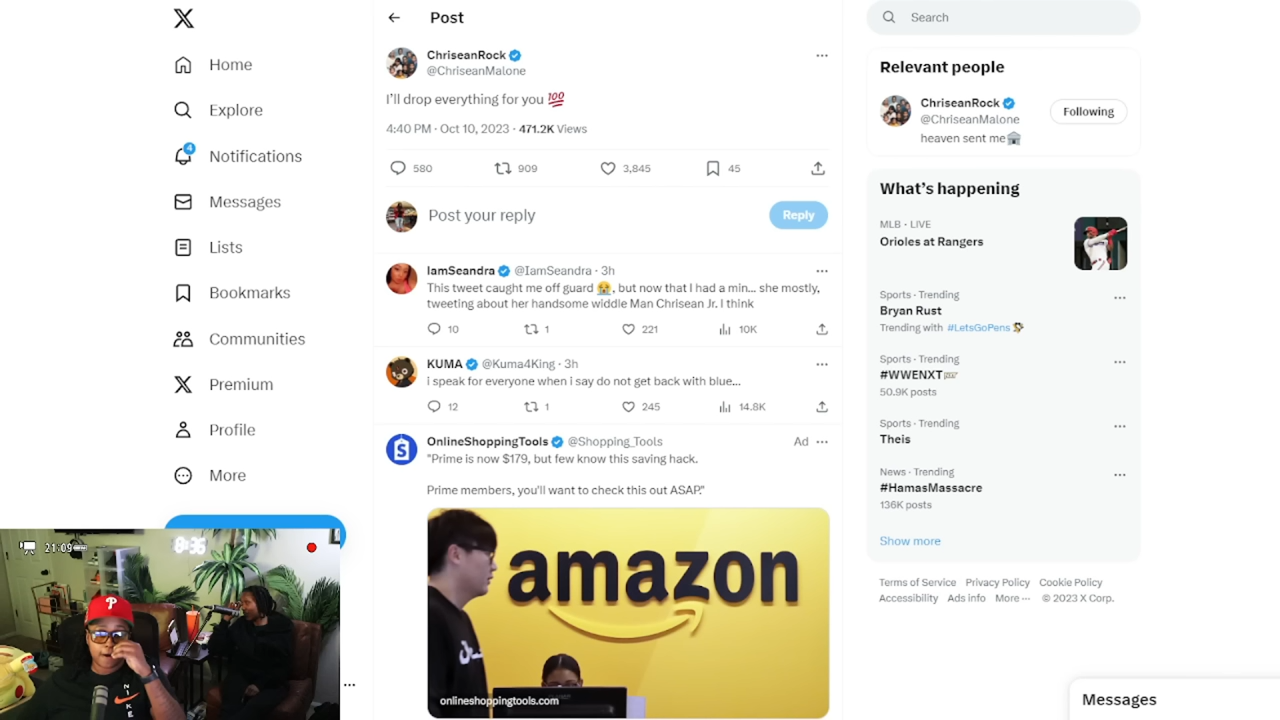 Post
ChriseanRock
@ChriseanMalone
I'll drop everything for you 💯
4:40 PM · Oct 10, 2023 · 471.2K Views
580 909 3,845 45
Post your reply
Reply
IamSeandra @IamSeandra · 3h
This tweet caught me off guard 😭, but now that I had a min... she mostly,
tweeting about her handsome widdle Man Chrisean Jr. I think
10 1 221 10K
KUMA @Kuma4King · 3h
i speak for everyone when i say do not get back with blue...
12 1 245 14.8K
OnlineShoppingTools @Shopping_Tools Ad
"Prime is now $179, but few know this saving hack.
Prime members, you'll want to check this out ASAP."
amazon
onlineshoppingtools.com
Home
Explore
4
Notifications
Messages
Lists
Bookmarks
Communities
Premium
Profile
More
21:09
8:35
P
NIKE
Search
Relevant people
ChriseanRock
@ChriseanMalone
Following
heaven sent me🏚
What's happening
MLB · LIVE
Orioles at Rangers
Sports · Trending
Bryan Rust
Trending with #LetsGoPens
Sports · Trending
#WWENXT
50.9K posts
Sports · Trending
Theis
News · Trending
#HamasMassacre
136K posts
Show more
Terms of Service Privacy Policy Cookie Policy
Accessibility Ads info More ··· © 2023 X Corp.
Messages